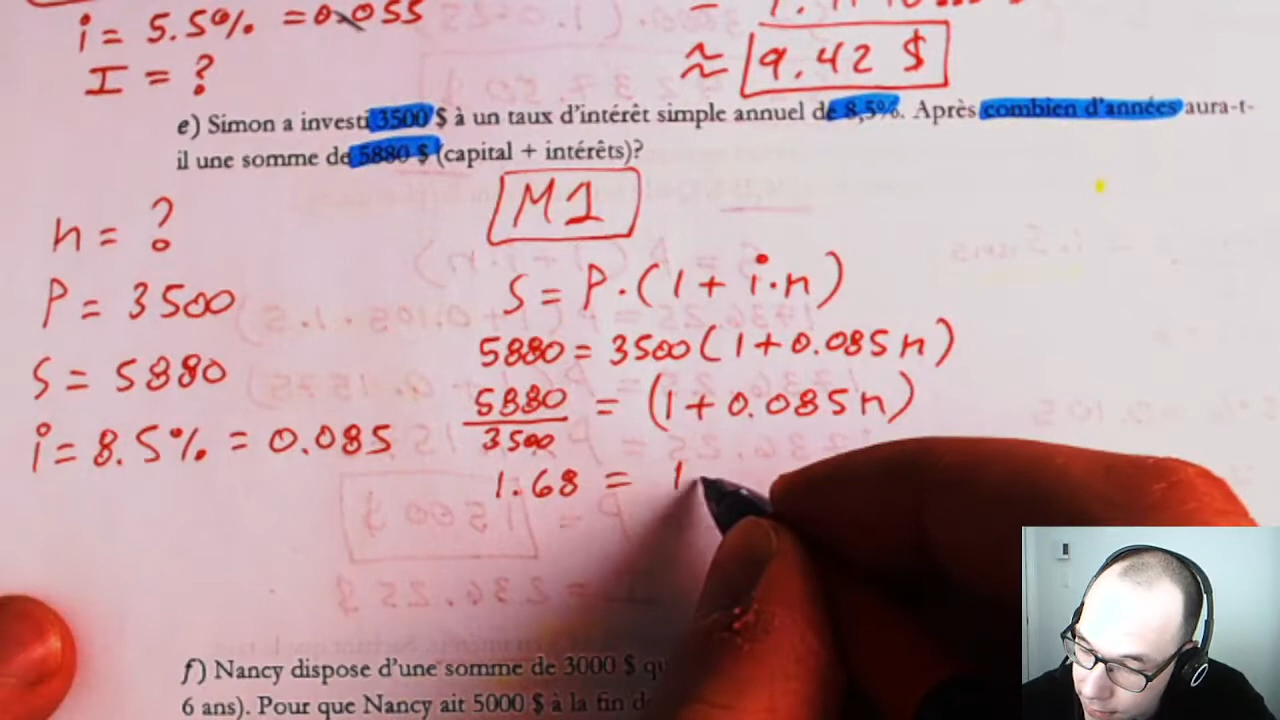 i = 5.5% = 0.055
I = ?
≈ 9.42 $
e) Simon a investi 3500 $ à un taux d'intérêt simple annuel de 8,5%. Après combien d'années aura-t-
il une somme de 5880 $ (capital + intérêts)?
M1
n = ?
P = 3500
S = 5880
i = 8.5% = 0.085
S = P·(1 + i·n)
5880 = 3500(1+0.085n)
5880/3500 = (1+0.085n)
1.68 = 1
f) Nancy dispose d'une somme de 3000 $
6 ans). Pour que Nancy ait 5000 $ à la fin